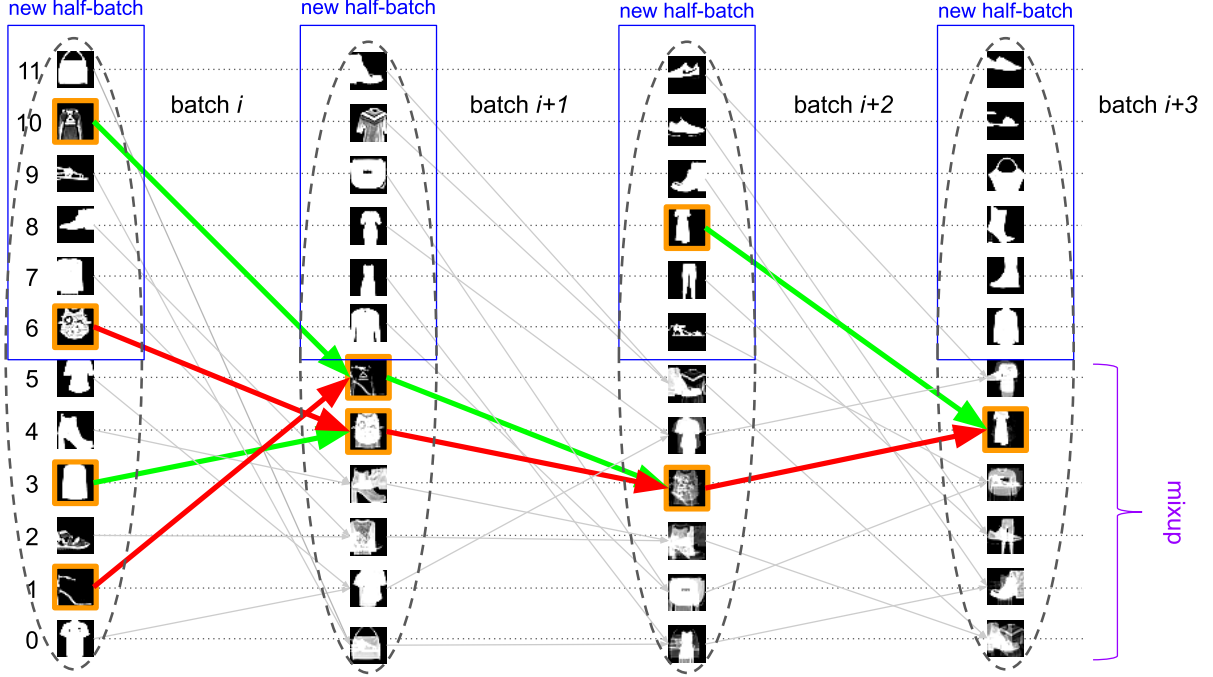 new half-batch
new half-batch
new half-batch
new half-batch
11
batch i
batch i+1
batch i+2
batch i+3
10
9
8
7
6
5
4
3
2
1
0
mixup